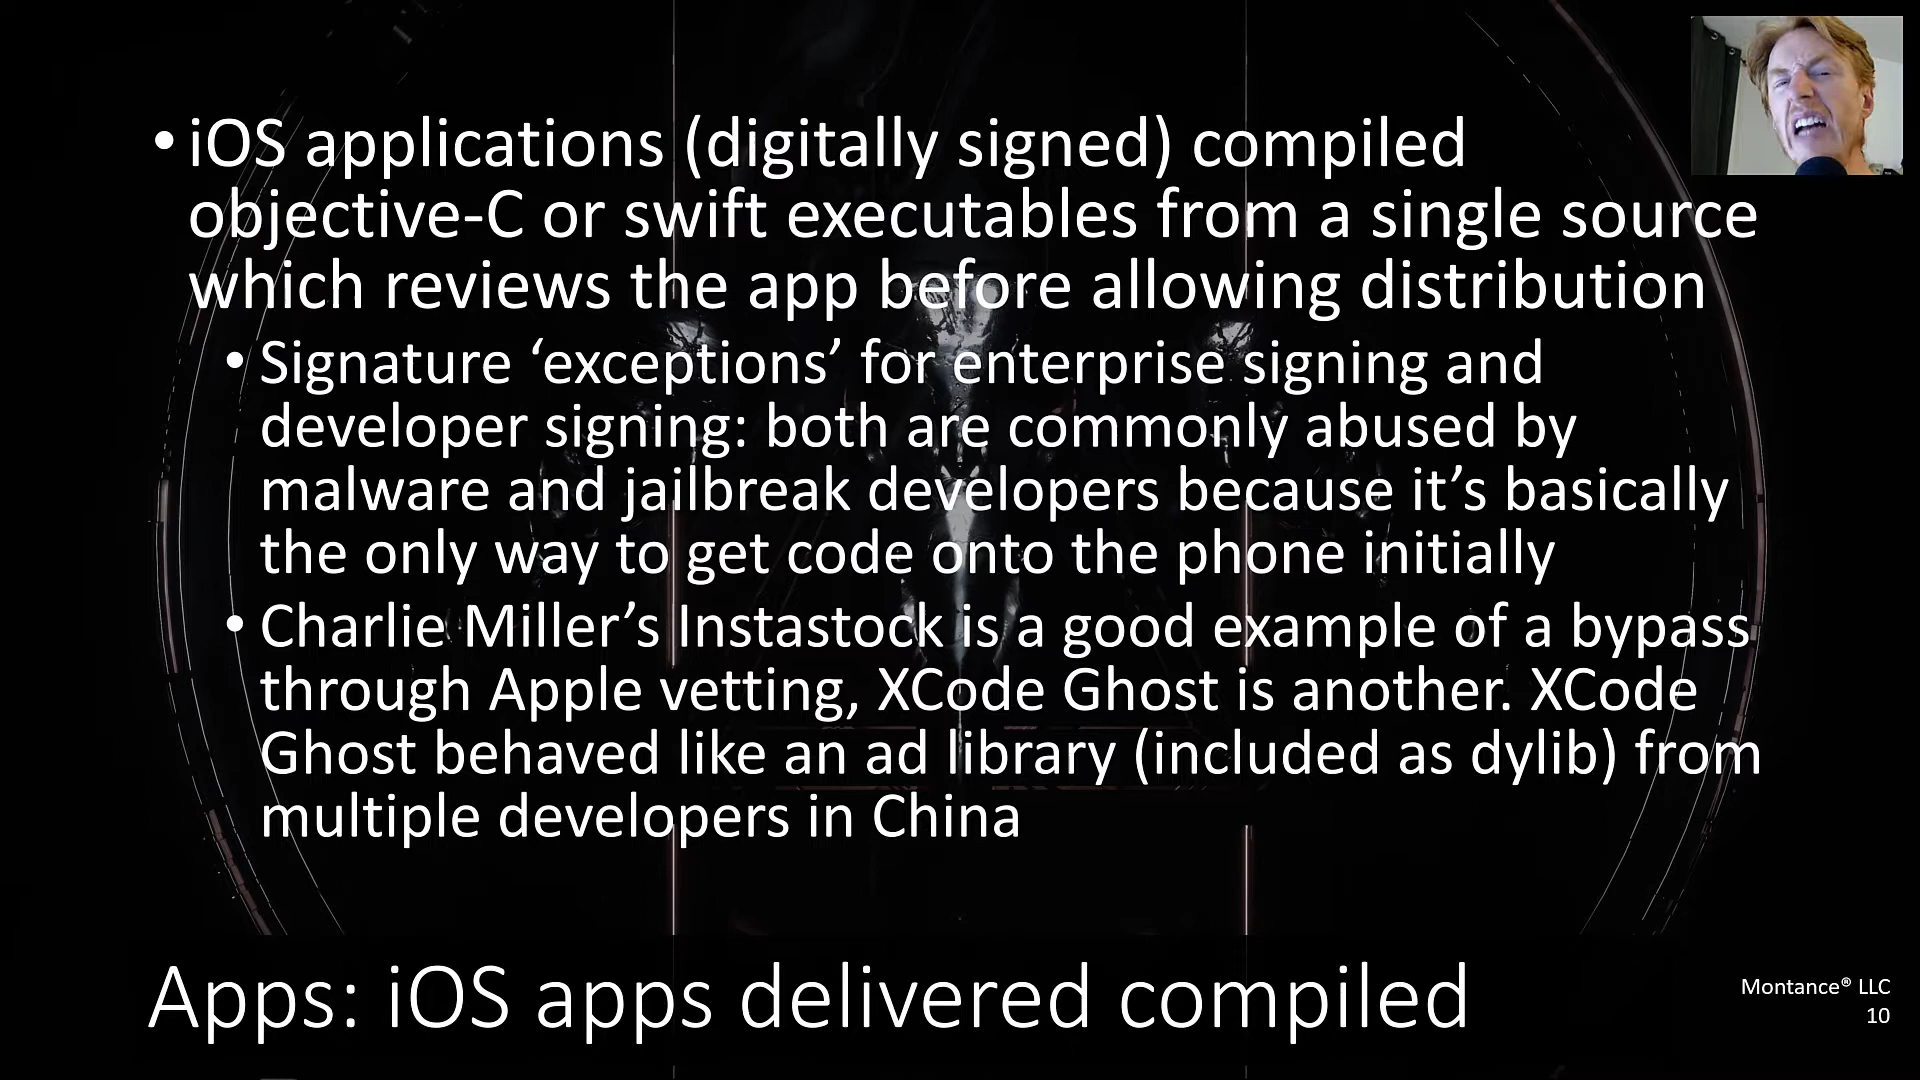 • iOS applications (digitally signed) compiled
objective-C or swift executables from a single source
which reviews the app before allowing distribution
• Signature ‘exceptions’ for enterprise signing and
developer signing: both are commonly abused by
malware and jailbreak developers because it’s basically
the only way to get code onto the phone initially
• Charlie Miller’s Instastock is a good example of a bypass
through Apple vetting, XCode Ghost is another. XCode
Ghost behaved like an ad library (included as dylib) from
multiple developers in China
Apps: iOS apps delivered compiled
Montance® LLC
10